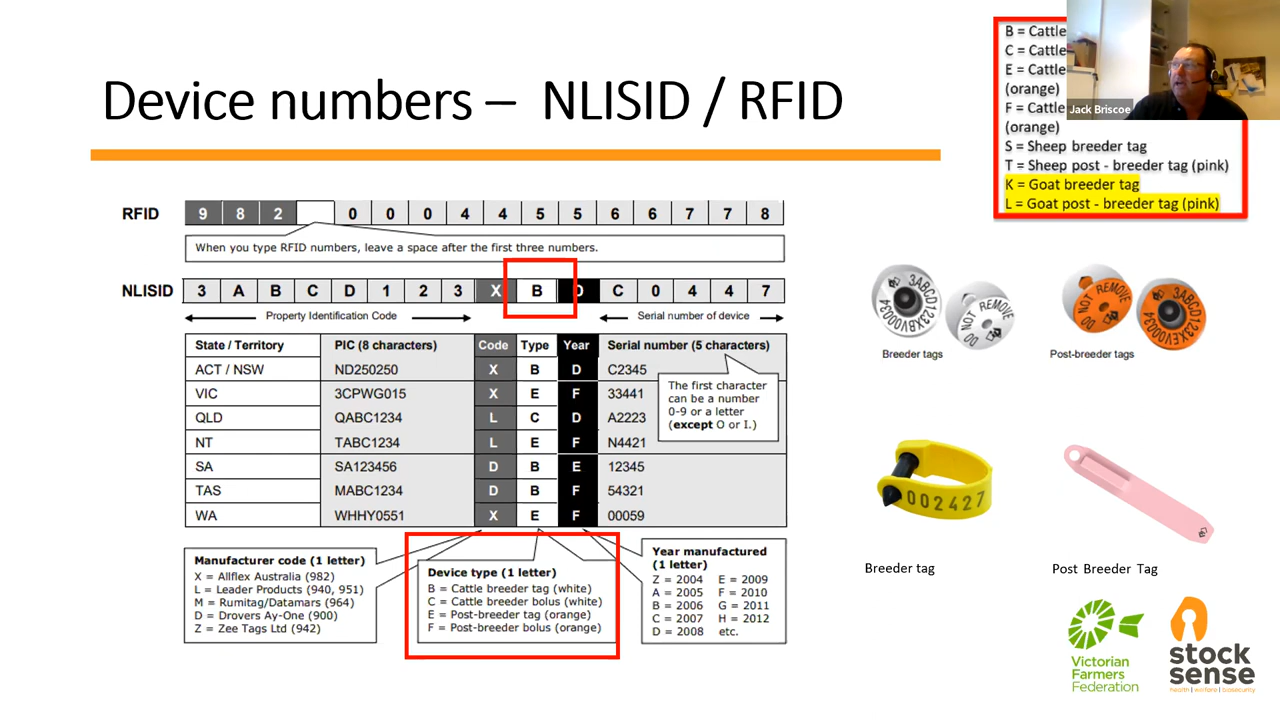 Device numbers – NLISID / RFID
B = Cattle
C = Cattle
E = Cattle
(orange)
F = Cattle
(orange)
S = Sheep breeder tag
T = Sheep post - breeder tag (pink)
K = Goat breeder tag
L = Goat post - breeder tag (pink)
Jack Briscoe
RFID 9 8 2 0 0 0 4 4 5 5 6 6 7 7 8
When you type RFID numbers, leave a space after the first three numbers.
NLISID 3 A B C D 1 2 3 X B D C 0 4 4 7
Property Identification Code
Serial number of device
State / Territory PIC (8 characters) Code Type Year Serial number (5 characters)
ACT / NSW ND250250 X B D C2345
VIC 3CPWG015 X E F 33441
QLD QABC1234 L C D A2223
NT TABC1234 L E F N4421
SA SA123456 D B E 12345
TAS MABC1234 D B F 54321
WA WHHY0551 X E F 00059
The first character
can be a number
0-9 or a letter
(except O or I.)
Manufacturer code (1 letter)
X = Allflex Australia (982)
L = Leader Products (940, 951)
M = Rumitag/Datamars (964)
D = Drovers Ay-One (900)
Z = Zee Tags Ltd (942)
Device type (1 letter)
B = Cattle breeder tag (white)
C = Cattle breeder bolus (white)
E = Post-breeder tag (orange)
F = Post-breeder bolus (orange)
Year manufactured
(1 letter)
Z = 2004 E = 2009
A = 2005 F = 2010
B = 2006 G = 2011
C = 2007 H = 2012
D = 2008 etc.
3ABCD123XBV00034
DO NOT REMOVE
Breeder tags
DO NOT REMOVE
3ABCD123XEV00034
Post-breeder tags
002427
Breeder tag
Post Breeder Tag
Victorian
Farmers
Federation
stock
sense
health | welfare | biosecurity